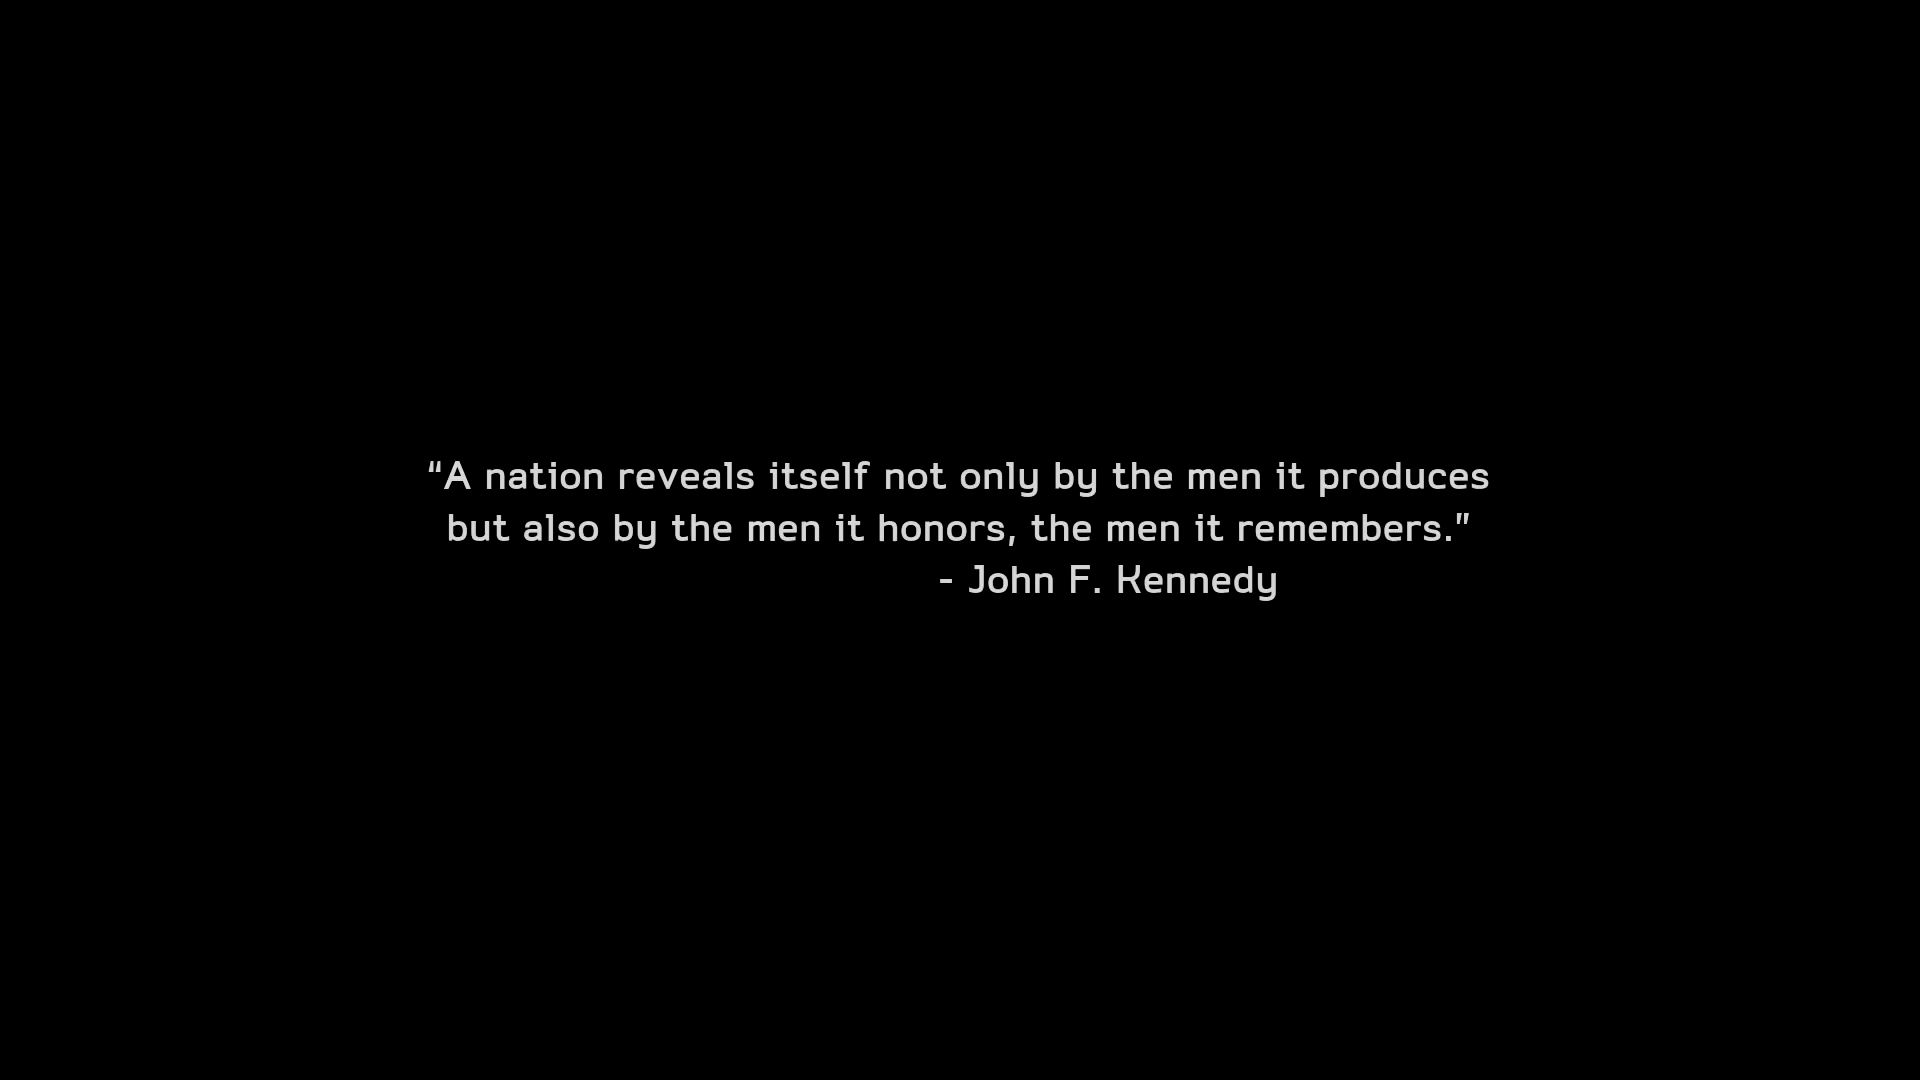 “A nation reveals itself not only by the men it produces
but also by the men it honors, the men it remembers.”
- John F. Kennedy